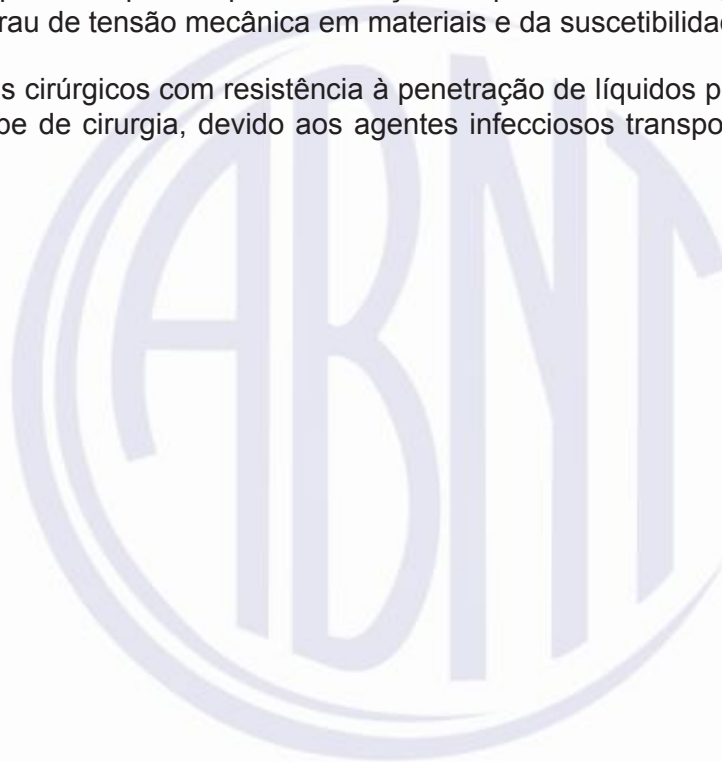 rau de tensão mecânica em materiais e da suscetibilidad
s cirúrgicos com resistência à penetração de líquidos p
pe de cirurgia, devido aos agentes infecciosos transpo
ABNT